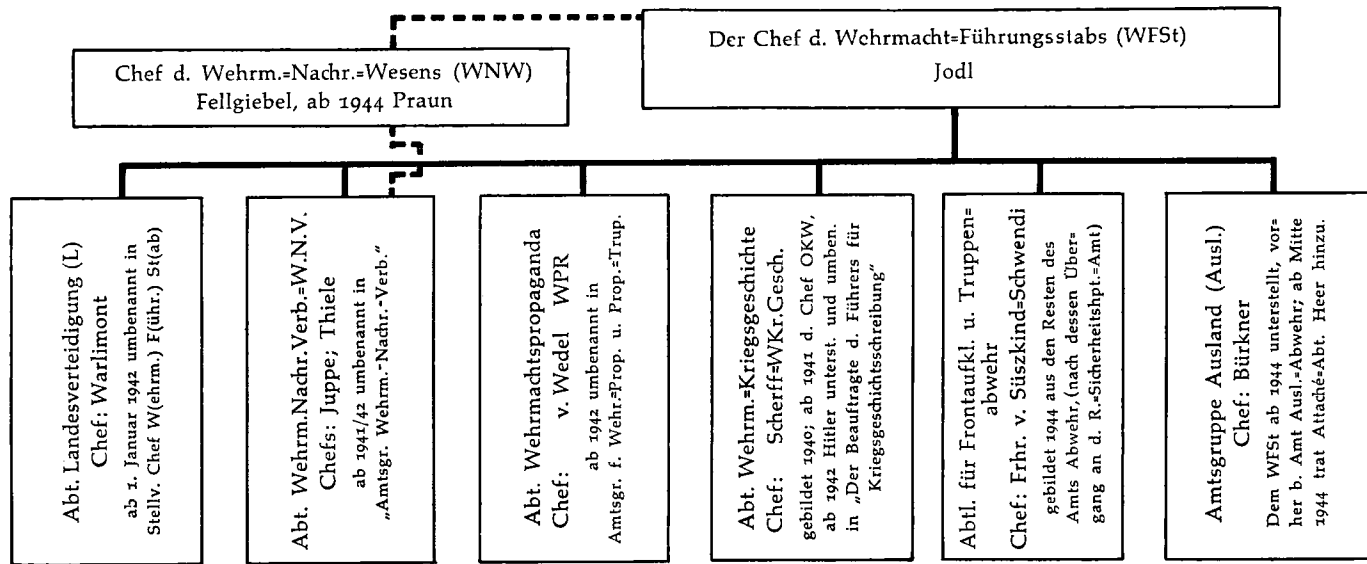 Chef d. Wehrm.=Nachr.=Wesens (WNW)
Fellgiebel, ab 1944 Praun
Der Chef d. Wehrmacht=Führungsstabs (WFSt)
Jodl
Abt. Landesverteidigung (L)
Chef: Warlimont
ab 1. Januar 1942 umbenannt in
Stellv. Chef W(ehrm.) F(ühr.) St(ab)
Abt. Wehrm.Nachr.Verb.=W.N.V.
Chefs: Juppe; Thiele
ab 1941/42 umbenannt in
„Amtsgr. Wehrm.-Nachr.-Verb."
Abt. Wehrmachtspropaganda
Chef: v. Wedel WPR
ab 1942 umbenannt in
Amtsgr. f. Wehr.=Prop. u. Prop.=Trup.
Abt. Wehrm.=Kriegsgeschichte
Chef: Scherff=WKr.Gesch.
gebildet 1940; ab 1941 d. Chef OKW,
ab 1942 Hitler unterst. und umben.
in „Der Beauftragte d. Führers für
Kriegsgeschichtsschreibung"
Abtl. für Frontaufkl. u. Truppen=
abwehr
Chef: Frhr. v. Süszkind=Schwendi
gebildet 1944 aus den Resten des
Amts Abwehr,(nach dessen Über=
gang an d. R.=Sicherheitshpt.=Amt)
Amtsgruppe Ausland (Ausl.)
Chef: Bürkner
Dem WFSt ab 1944 unterstellt, vor=
her b. Amt Ausl.=Abwehr; ab Mitte
1944 trat Attaché=Abt. Heer hinzu.